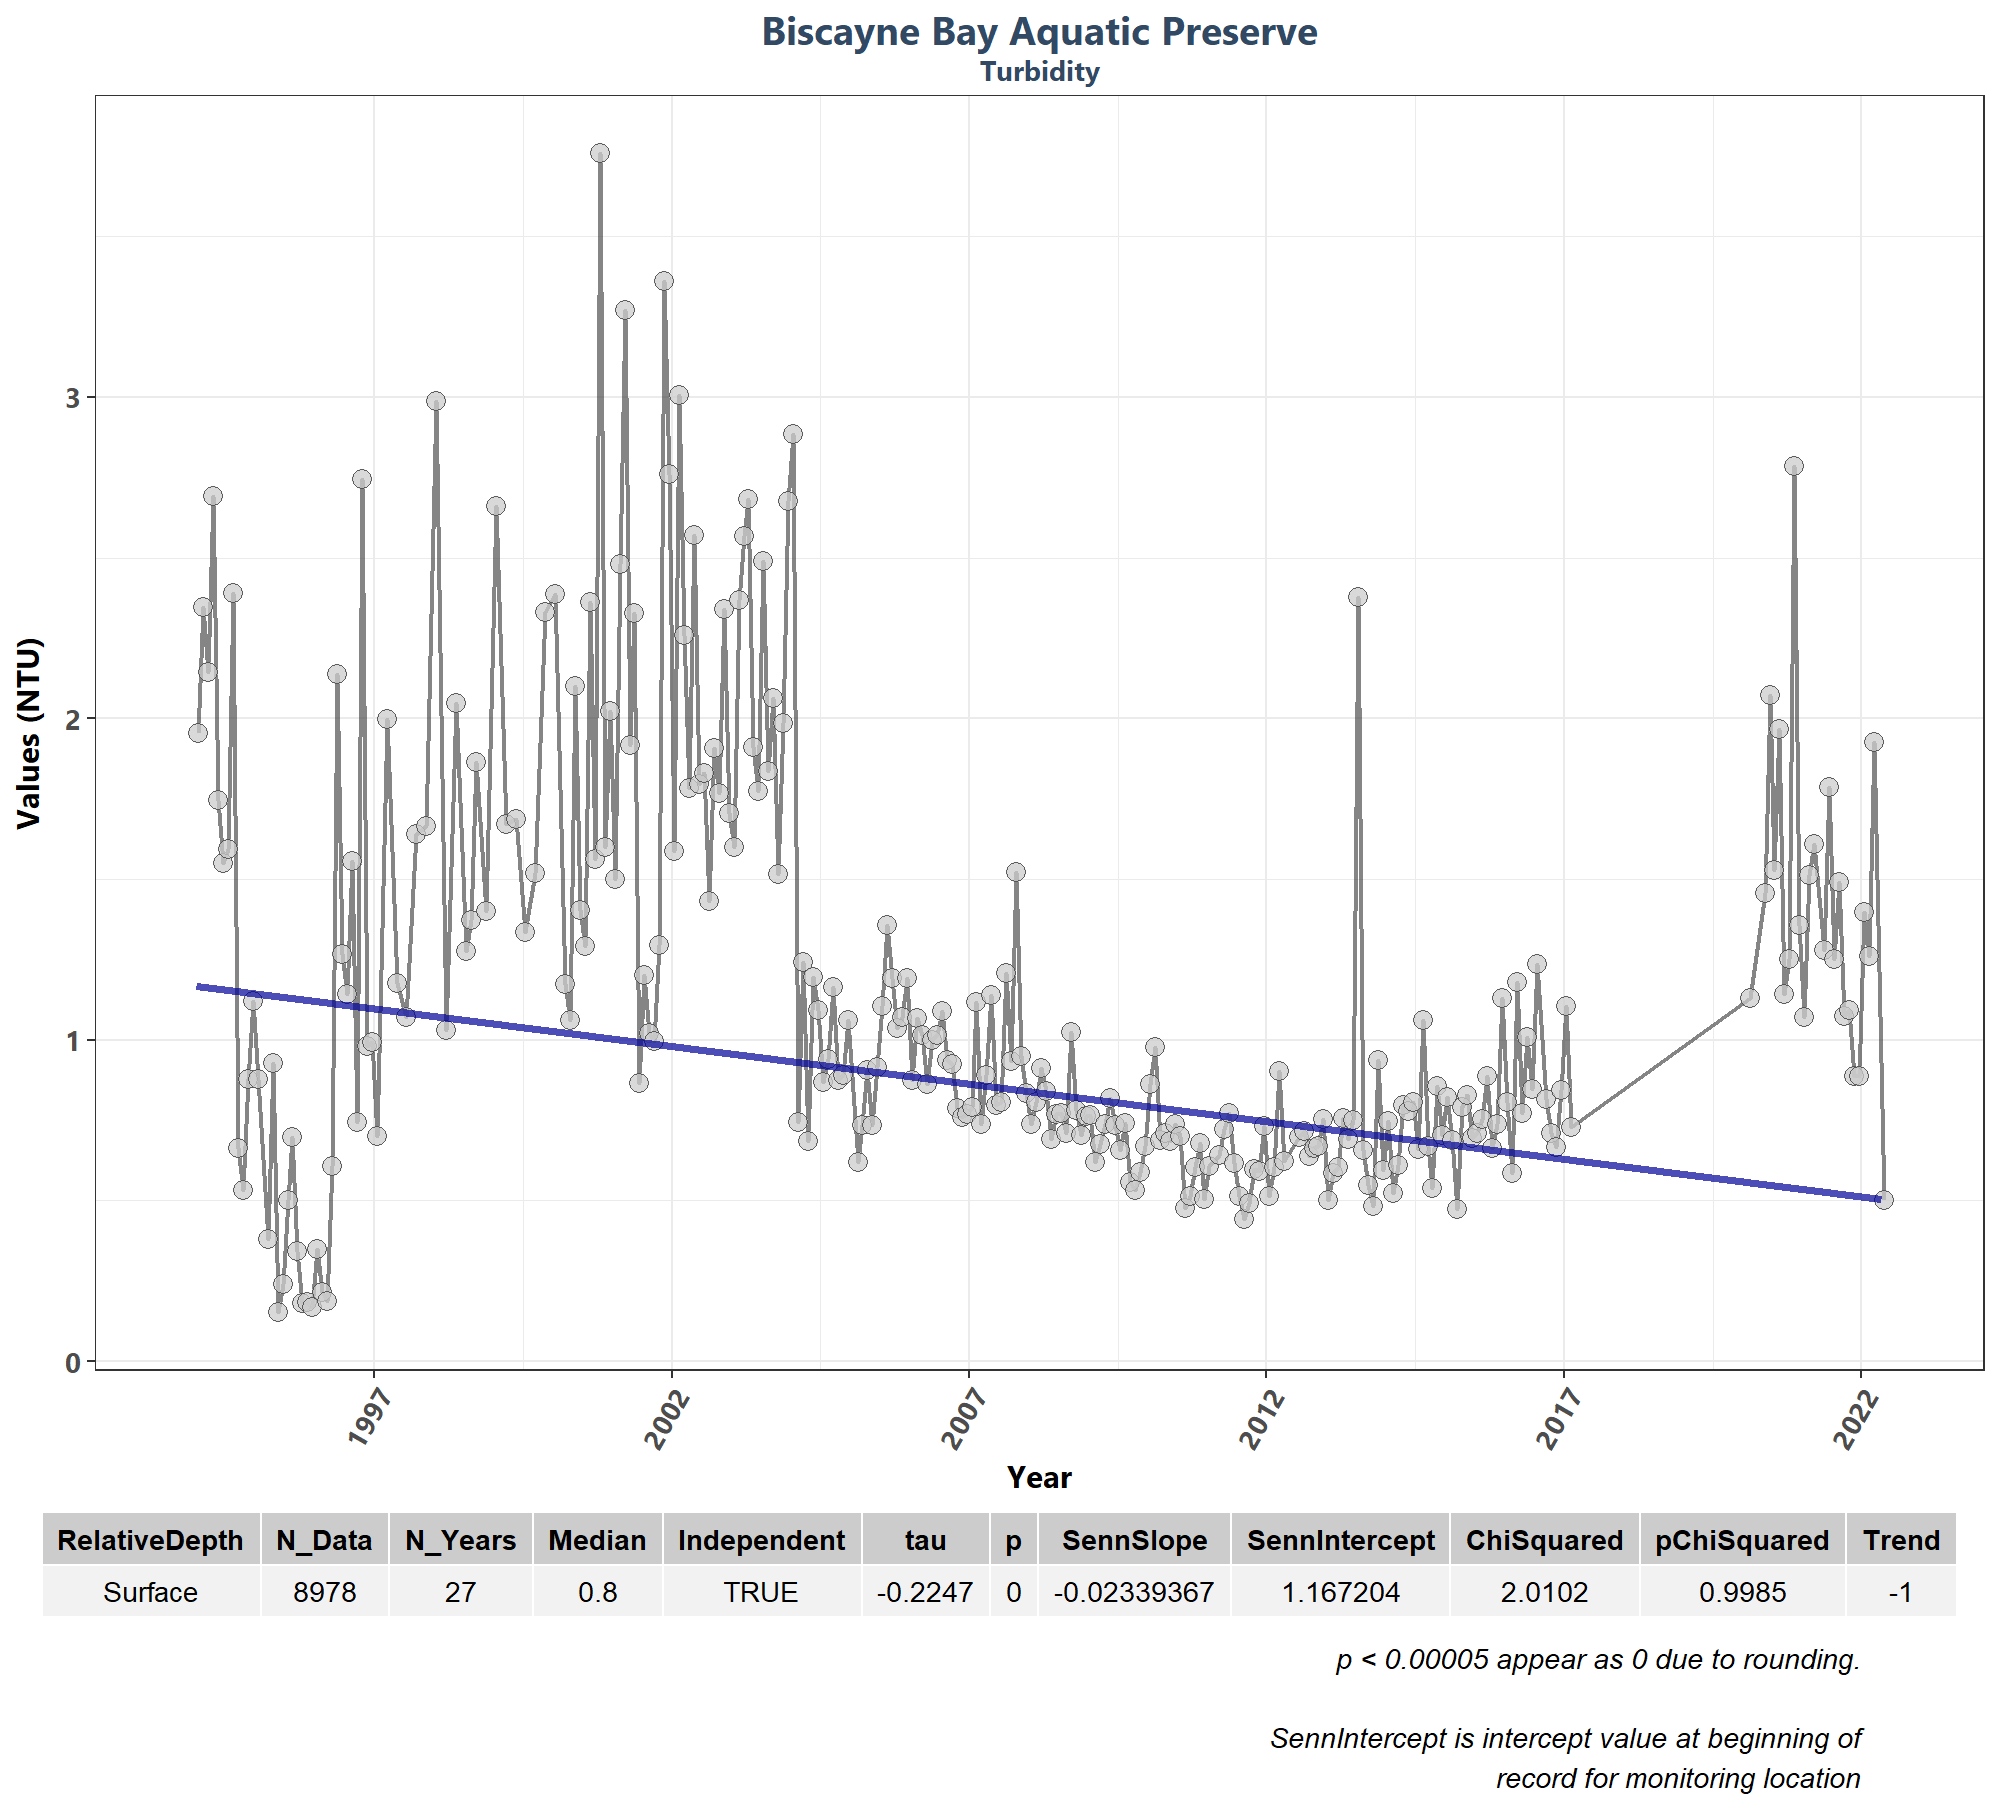 Biscayne Bay Aquatic Preserve
Turbidity
Values (NTU)
3
2
1
0
1997 2002 2007 2012 2017 2022
Year
RelativeDepth N_Data N_Years Median Independent tau p SennSlope SennIntercept ChiSquared pChiSquared Trend
Surface 8978 27 0.8 TRUE -0.2247 0 -0.02339367 1.167204 2.0102 0.9985 -1
p < 0.00005 appear as 0 due to rounding.
SennIntercept is intercept value at beginning of
record for monitoring location